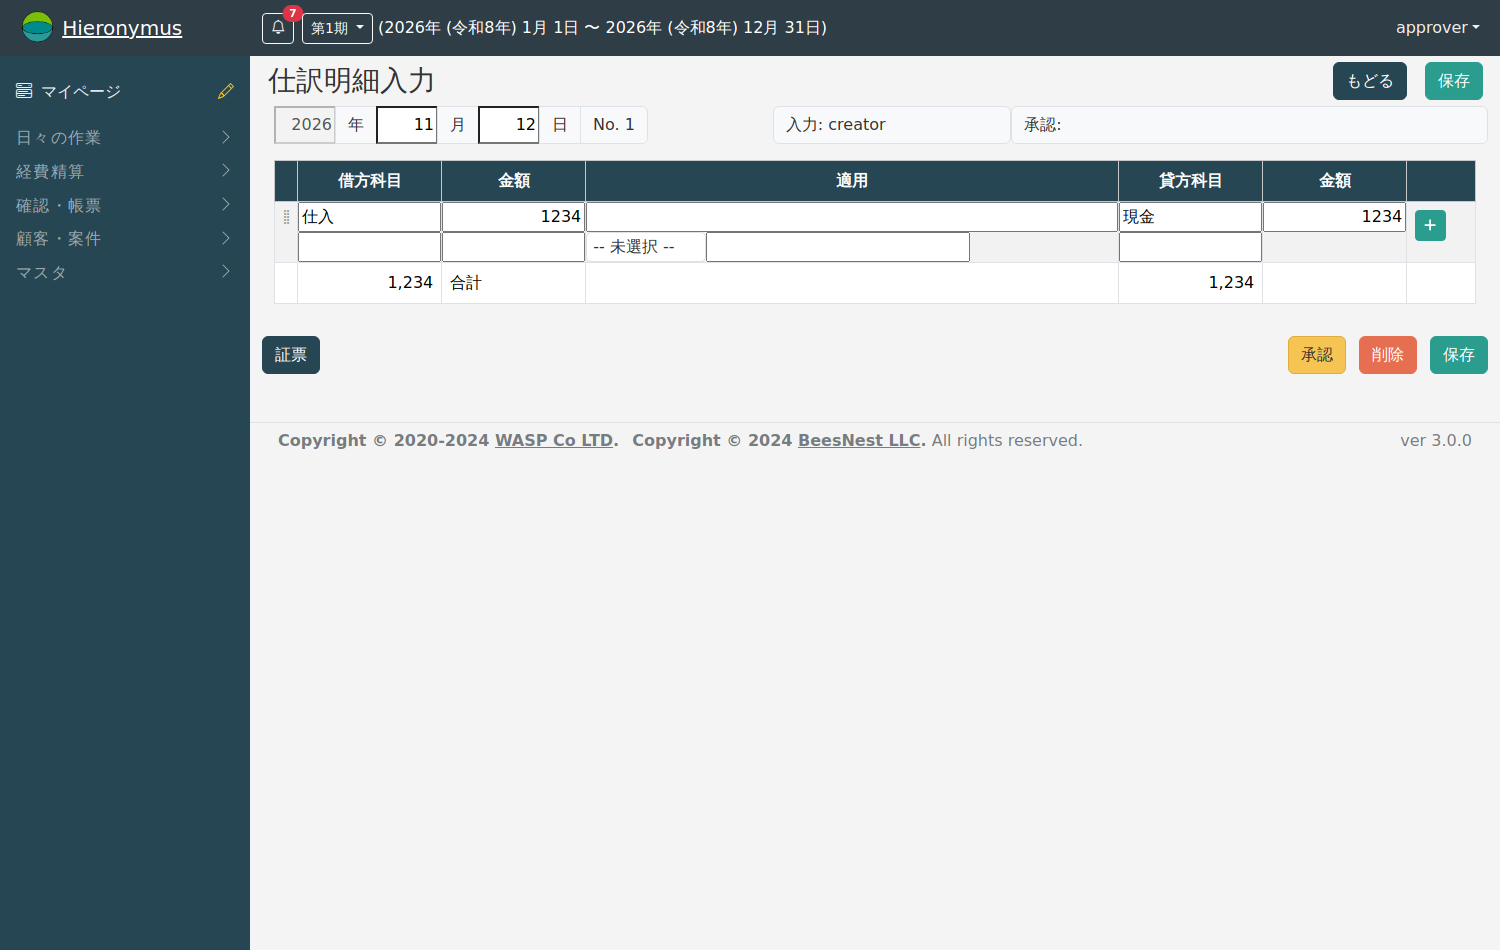 Hieronymus
7
第1期
(2026年 (令和8年) 1月 1日 〜 2026年 (令和8年) 12月 31日)
approver
マイページ
日々の作業
経費精算
確認・帳票
顧客・案件
マスタ
仕訳明細入力
もどる
保存
2026 年 11 月 12 日 No. 1
入力: creator
承認:
借方科目 金額 適用 貸方科目 金額
仕入 1234 現金 1234
+
-- 未選択 --
1,234 合計 1,234
証票
承認 削除 保存
Copyright © 2020-2024 WASP Co LTD. Copyright © 2024 BeesNest LLC. All rights reserved.
ver 3.0.0